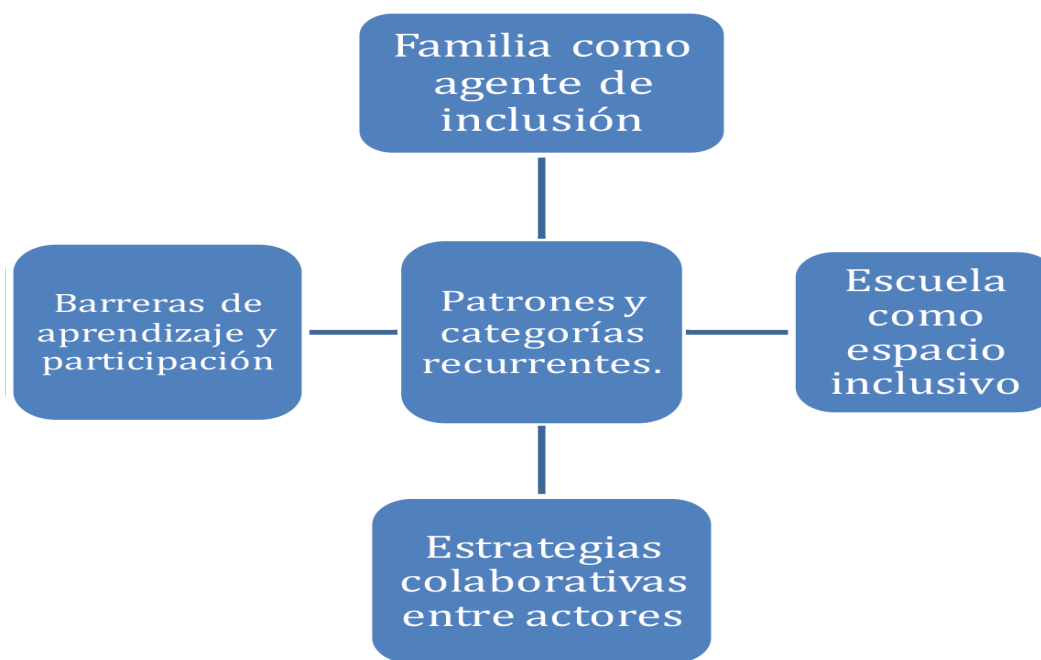 Familia como
agente de
inclusión
Barreras de
aprendizaje y
participación
Patrones y
categorías
recurrentes.
Escuela
como
espacio
inclusivo
Estrategias
colaborativas
entre actores